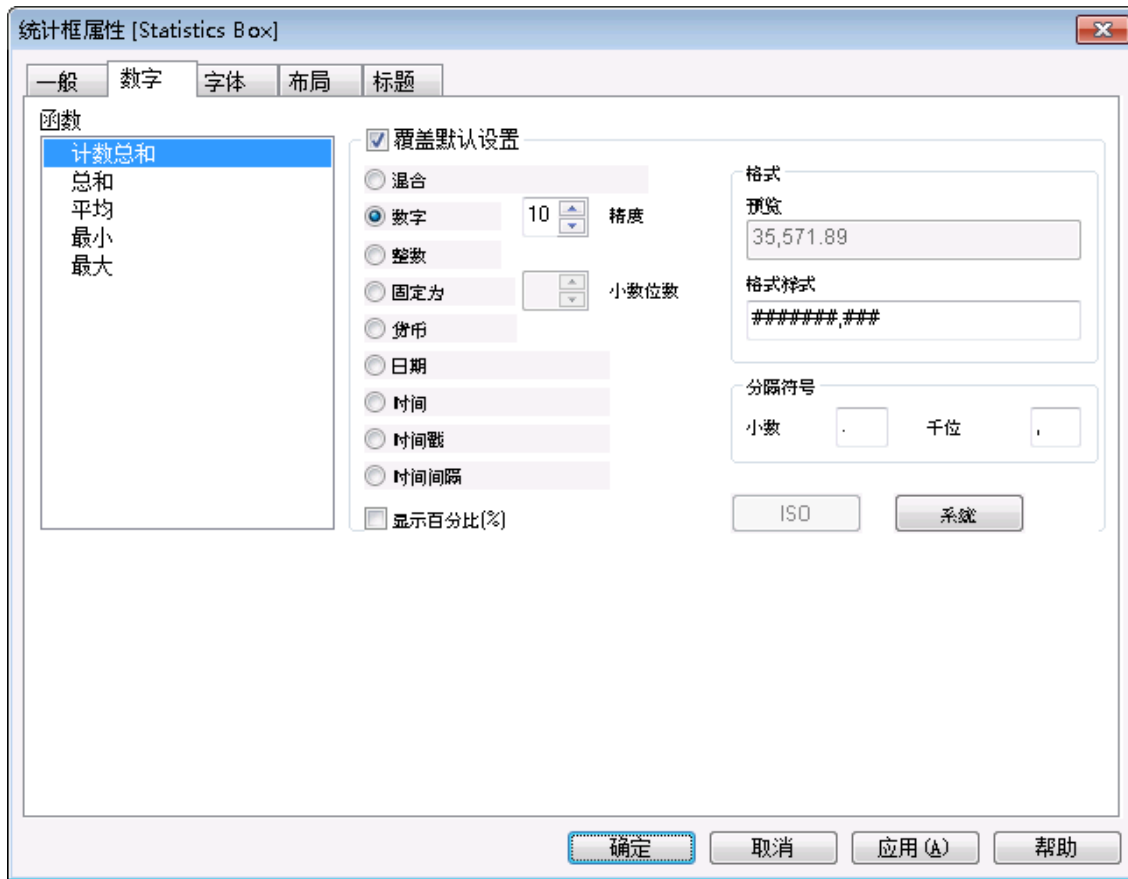 统计框属性 [Statistics Box]
一般 数字 字体 布局 标题
函数
计数总和
总和
平均
最小
最大
覆盖默认设置
混合
数字 10 精度
整数
固定为 小数位数
货币
日期
时间
时间戳
时间间隔
显示百分比(%)
格式
预览
35,571.89
格式样式
#######,###
分隔符号
小数 . 千位 ,
ISO 系统
确定 取消 应用(A) 帮助